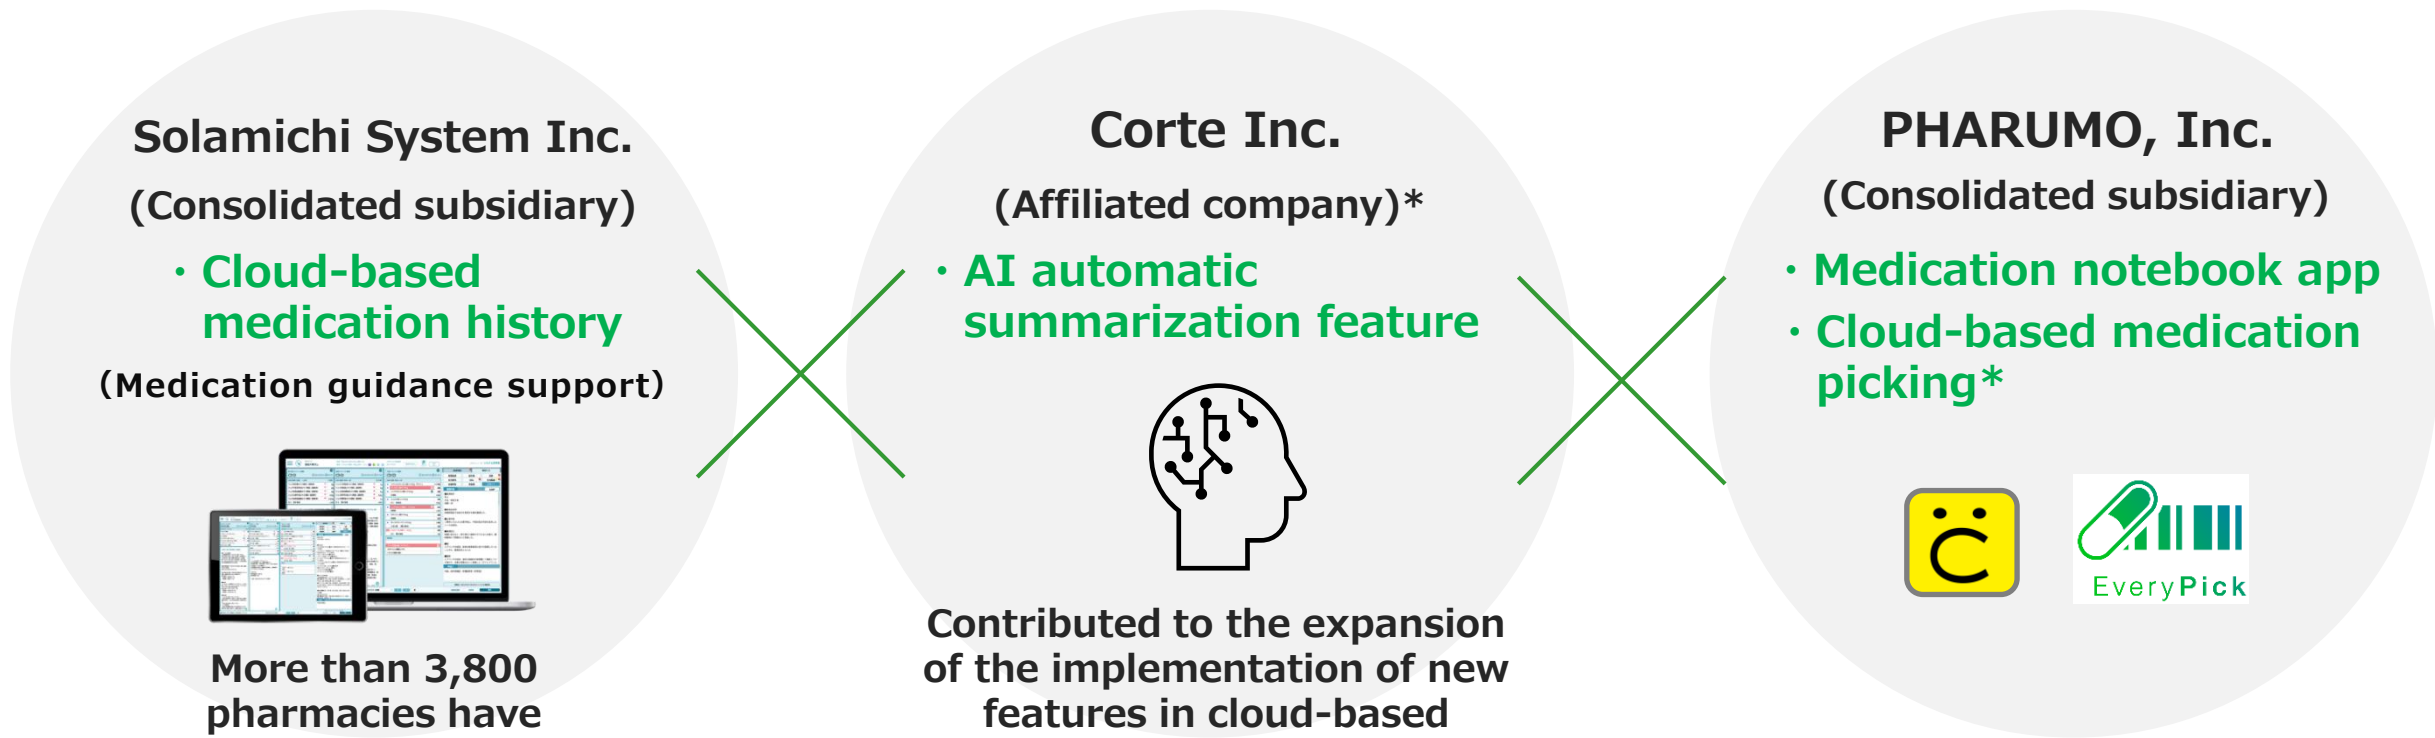 Solamichi System Inc.
(Consolidated subsidiary)
・Cloud-based
medication history
(Medication guidance support)
More than 3,800
pharmacies have
Corte Inc.
(Affiliated company)*
・AI automatic
summarization feature
Contributed to the expansion
of the implementation of new
features in cloud-based
PHARUMO, Inc.
(Consolidated subsidiary)
・Medication notebook app
・Cloud-based medication
picking*
EveryPick